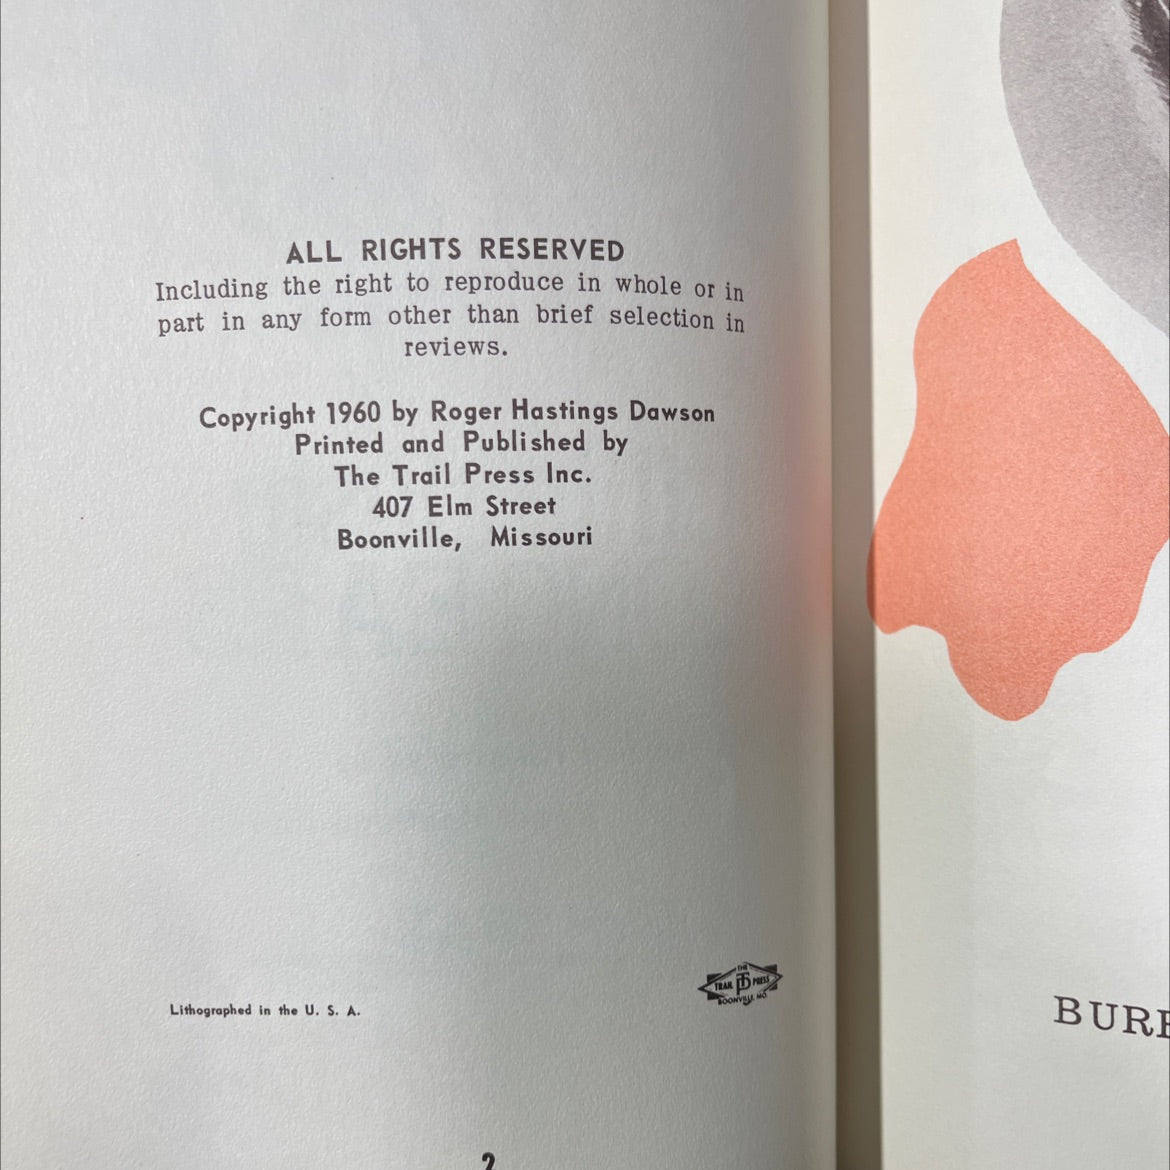 ALL RIGHTS RESERVED
Including the right to reproduce in whole or in
part in any form other than brief selection in
reviews.
Copyright 1960 by Roger Hastings Dawson
Printed and Published by
The Trail Press Inc.
407 Elm Street
Boonville, Missouri
Lithographed in the U. S. A.
THE
TRAIL PRESS
BOONVILLE, MO.
2